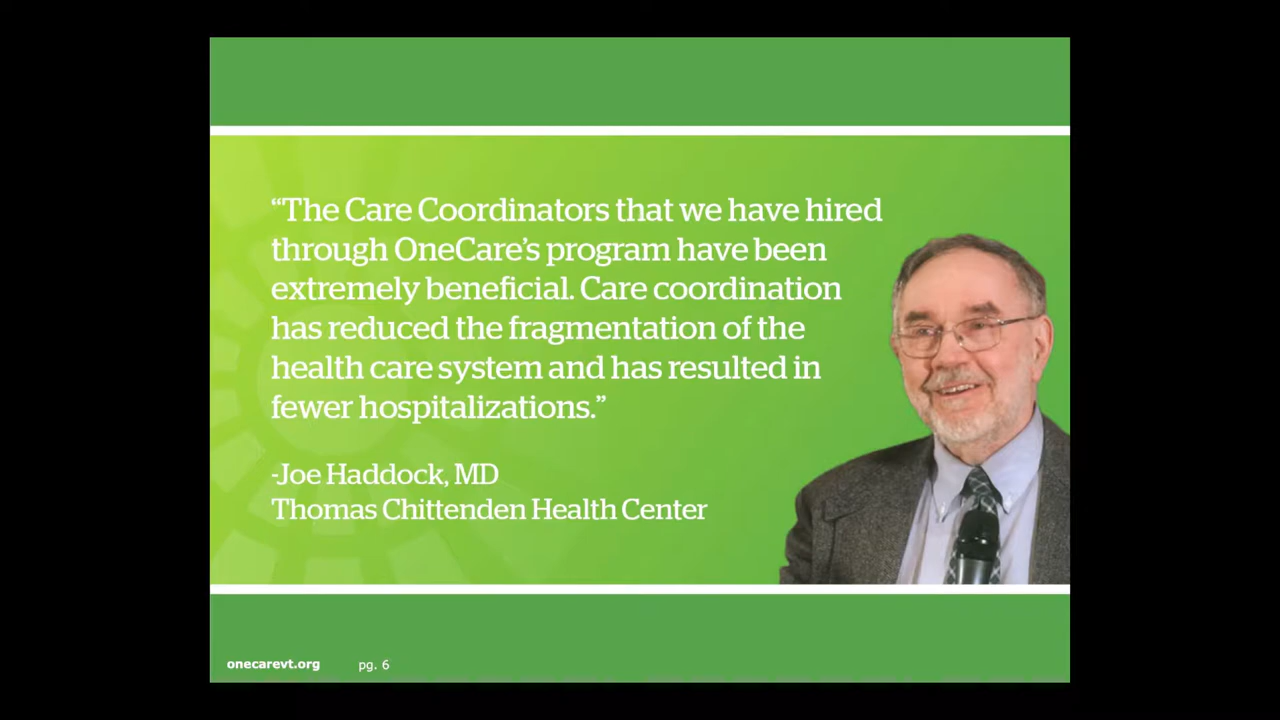 “The Care Coordinators that we have hired
through OneCare’s program have been
extremely beneficial. Care coordination
has reduced the fragmentation of the
health care system and has resulted in
fewer hospitalizations.”
-Joe Haddock, MD
Thomas Chittenden Health Center
onecarevt.org pg. 6